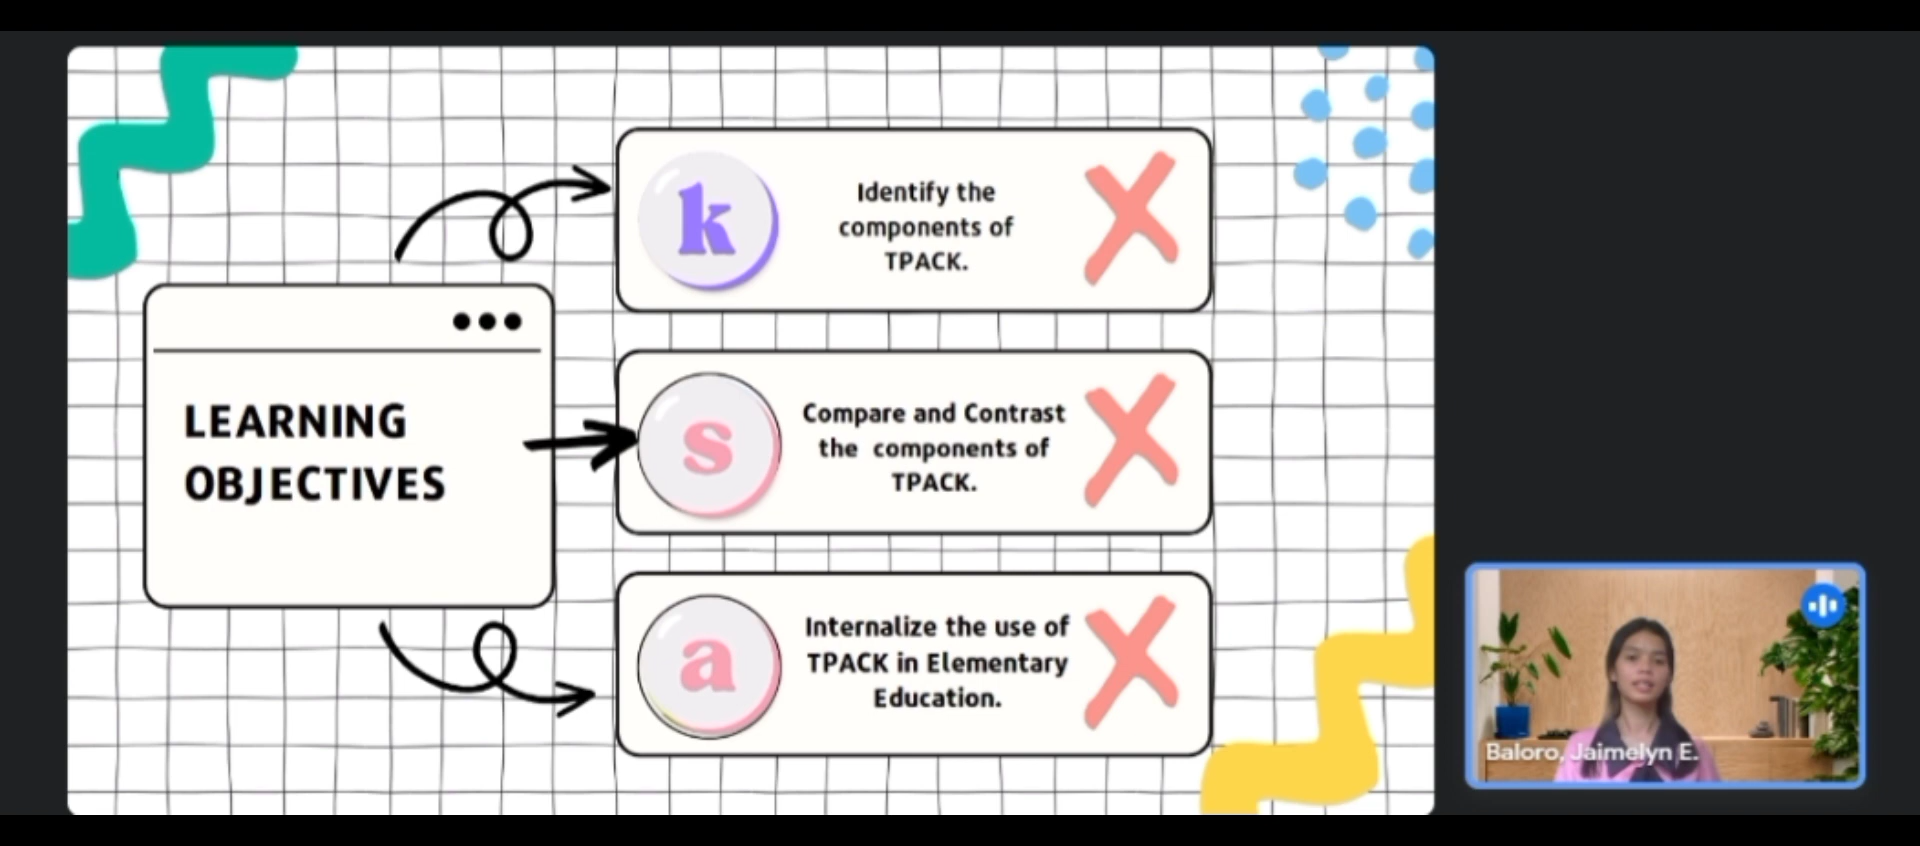 LEARNING
OBJECTIVES
k
Identify the
components of
TPACK.
s
Compare and Contrast
the components of
TPACK.
a
Internalize the use of
TPACK in Elementary
Education.
Baloro, Jaimelyn E.